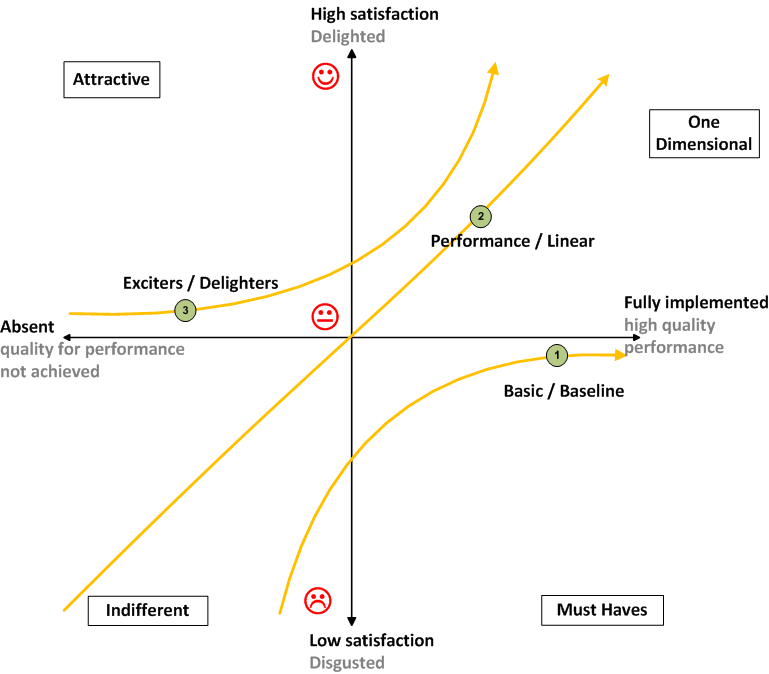 High satisfaction
Delighted
Attractive
One
Dimensional
2
Performance / Linear
Exciters / Delighters
3
Fully implemented
high quality
performance
Absent
quality for performance
not achieved
1
Basic / Baseline
Indifferent
Must Haves
Low satisfaction
Disgusted